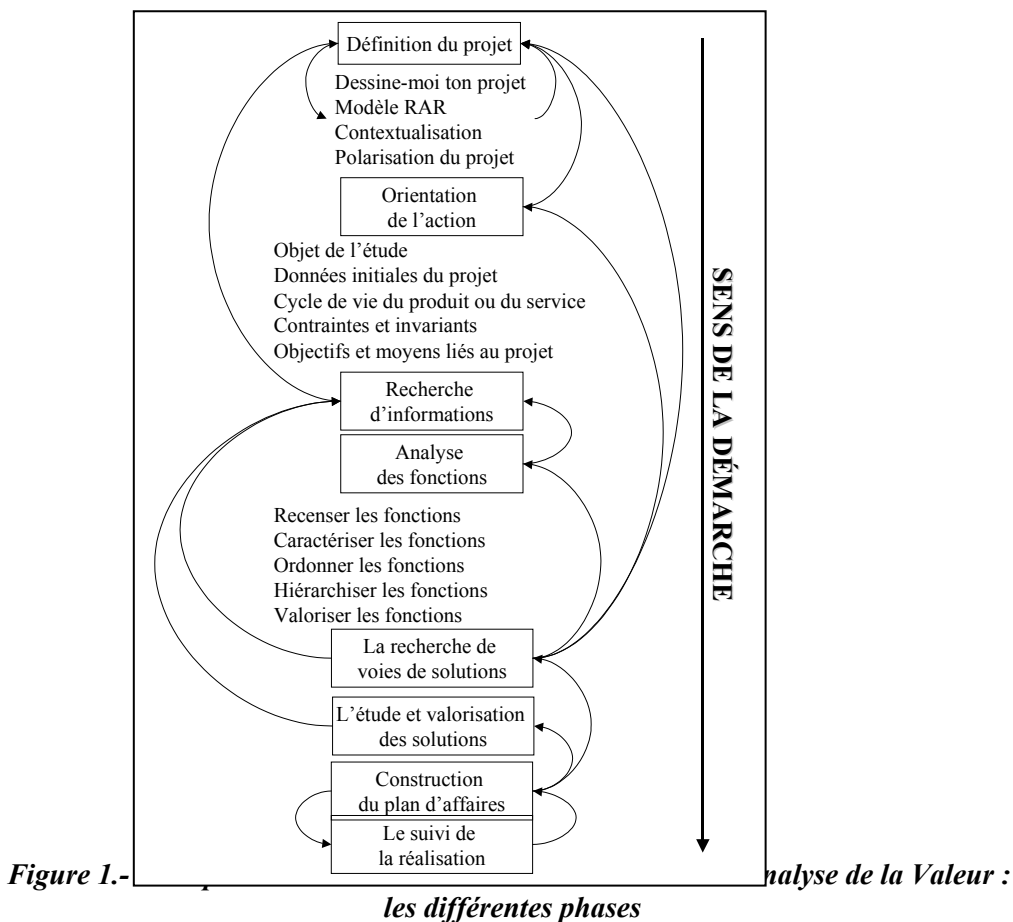 Définition du projet
Dessine-moi ton projet
Modèle RAR
Contextualisation
Polarisation du projet
Orientation
de l’action
Objet de l’étude
Données initiales du projet
Cycle de vie du produit ou du service
Contraintes et invariants
Objectifs et moyens liés au projet
Recherche
d’informations
Analyse
des fonctions
Recenser les fonctions
Caractériser les fonctions
Ordonner les fonctions
Hiérarchiser les fonctions
Valoriser les fonctions
La recherche de
voies de solutions
L’étude et valorisation
des solutions
Construction
du plan d’affaires
Le suivi de
la réalisation
SENS DE LA DÉMARCHE
Figure 1.- nalyse de la Valeur :
les différentes phases